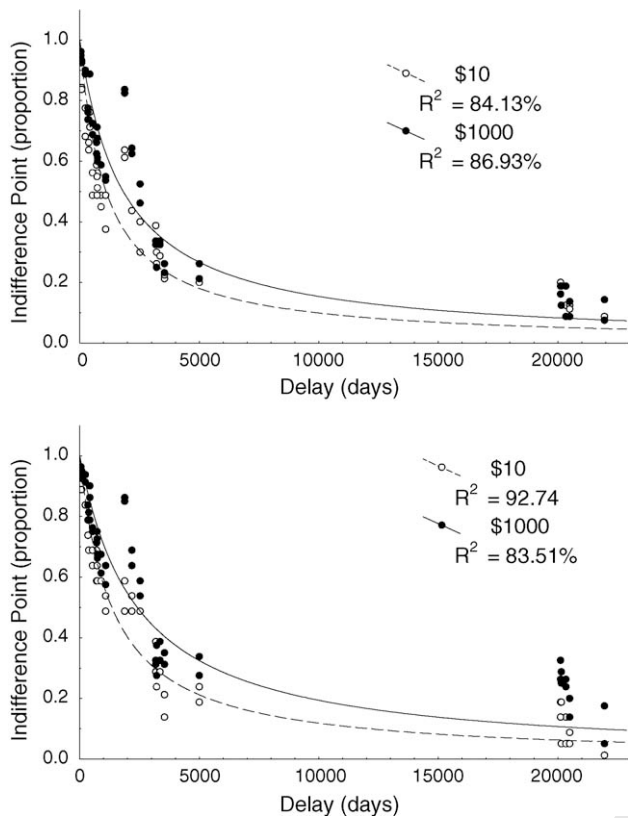 Indifference Point (proportion)
1.0
0.8
0.6
0.4
0.2
0.0
$10
R² = 84.13%
$1000
R² = 86.93%
0 5000 10000 15000 20000
Delay (days)
Indifference Point (proportion)
1.0
0.8
0.6
0.4
0.2
0.0
$10
R² = 92.74
$1000
R² = 83.51%
0 5000 10000 15000 20000
Delay (days)